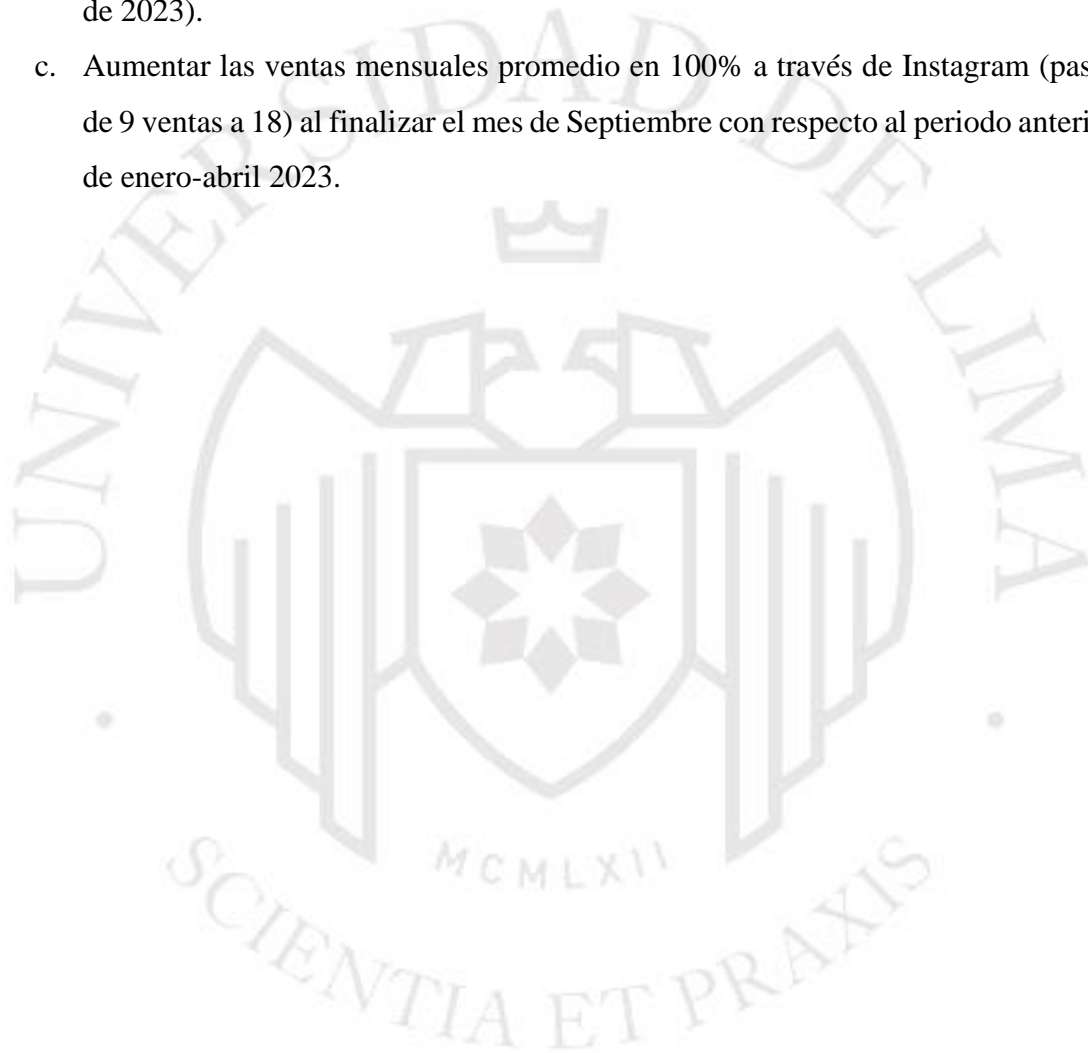 de 2023).
c. Aumentar las ventas mensuales promedio en 100% a través de Instagram (pas
de 9 ventas a 18) al finalizar el mes de Septiembre con respecto al periodo anteri
de enero-abril 2023.
UNIVERSIDAD DE LIMA
MCMLXII
SCIENTIA ET PRAXIS